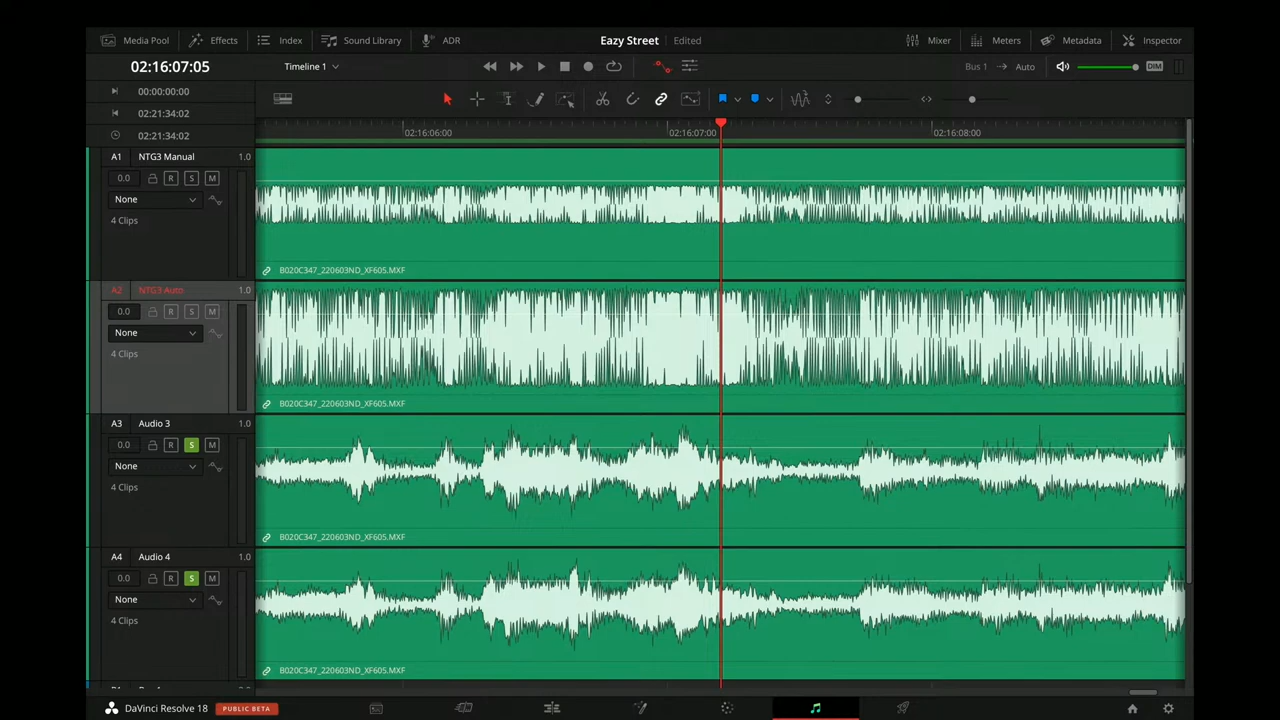 Media Pool Effects Index Sound Library ADR Eazy Street Edited Mixer Meters Metadata Inspector
02:16:07:05 Timeline 1 Bus 1 Auto DIM
00:00:00:00
02:21:34:02
02:21:34:02
02:16:06:00 02:16:07:00 02:16:08:00
A1 NTG3 Manual 1.0
0.0 R S M
None
4 Clips
B020C347_220603ND_XF605.MXF
A2 NTG3 Auto 1.0
0.0 R S M
None
4 Clips
B020C347_220603ND_XF605.MXF
A3 Audio 3 1.0
0.0 R S M
None
4 Clips
B020C347_220603ND_XF605.MXF
A4 Audio 4 1.0
0.0 R S M
None
4 Clips
B020C347_220603ND_XF605.MXF
DaVinci Resolve 18 PUBLIC BETA